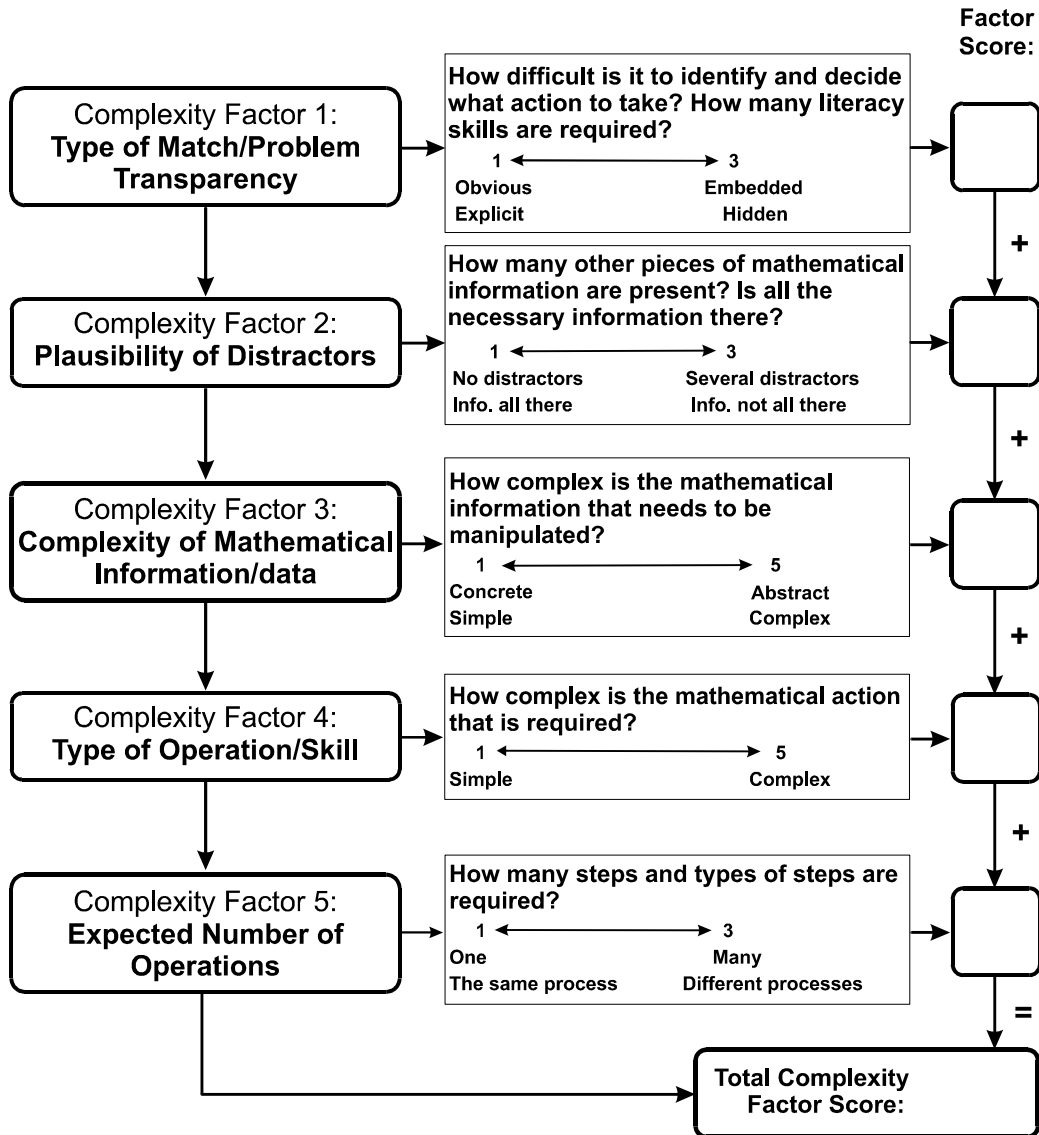 Factor
Score:
Complexity Factor 1:
Type of Match/Problem
Transparency
How difficult is it to identify and decide
what action to take? How many literacy
skills are required?
1 3
Obvious Embedded
Explicit Hidden
+
Complexity Factor 2:
Plausibility of Distractors
How many other pieces of mathematical
information are present? Is all the
necessary information there?
1 3
No distractors Several distractors
Info. all there Info. not all there
+
Complexity Factor 3:
Complexity of Mathematical
Information/data
How complex is the mathematical
information that needs to be
manipulated?
1 5
Concrete Abstract
Simple Complex
+
Complexity Factor 4:
Type of Operation/Skill
How complex is the mathematical action
that is required?
1 5
Simple Complex
+
Complexity Factor 5:
Expected Number of
Operations
How many steps and types of steps are
required?
1 3
One Many
The same process Different processes
=
Total Complexity
Factor Score: